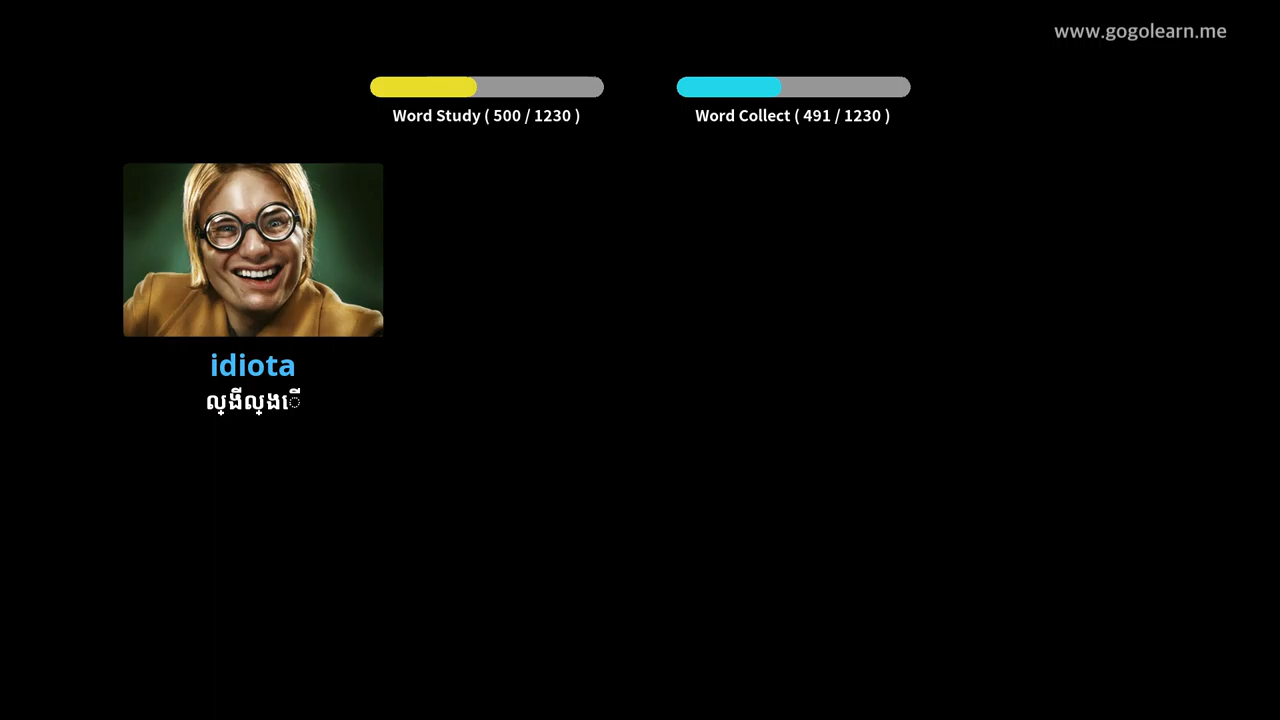 www.gogolearn.me
Word Study ( 500 / 1230 )
Word Collect ( 491 / 1230 )
idiota
ល្ងីល្ងេី